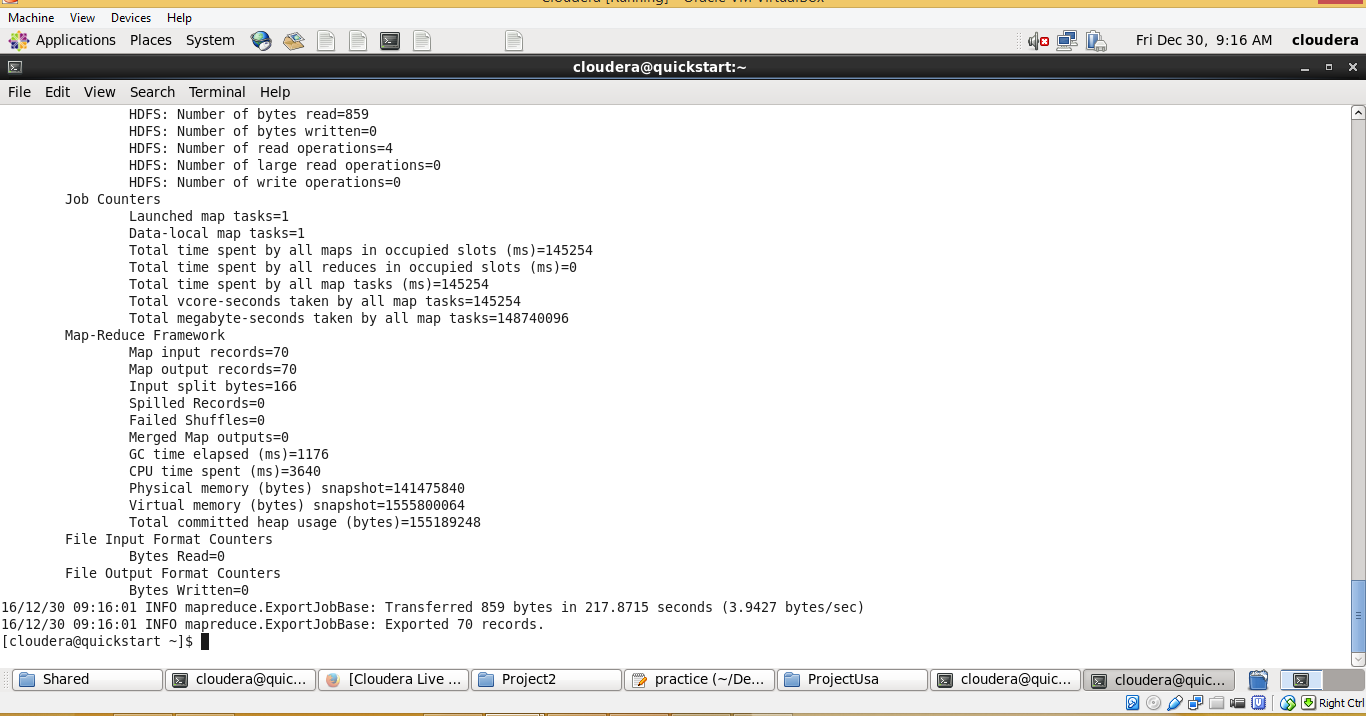 Cloudera [Running] - Oracle VM VirtualBox
Machine View Devices Help
Applications Places System Fri Dec 30, 9:16 AM cloudera
cloudera@quickstart:~
File Edit View Search Terminal Help
HDFS: Number of bytes read=859
HDFS: Number of bytes written=0
HDFS: Number of read operations=4
HDFS: Number of large read operations=0
HDFS: Number of write operations=0
Job Counters
Launched map tasks=1
Data-local map tasks=1
Total time spent by all maps in occupied slots (ms)=145254
Total time spent by all reduces in occupied slots (ms)=0
Total time spent by all map tasks (ms)=145254
Total vcore-seconds taken by all map tasks=145254
Total megabyte-seconds taken by all map tasks=148740096
Map-Reduce Framework
Map input records=70
Map output records=70
Input split bytes=166
Spilled Records=0
Failed Shuffles=0
Merged Map outputs=0
GC time elapsed (ms)=1176
CPU time spent (ms)=3640
Physical memory (bytes) snapshot=141475840
Virtual memory (bytes) snapshot=1555800064
Total committed heap usage (bytes)=155189248
File Input Format Counters
Bytes Read=0
File Output Format Counters
Bytes Written=0
16/12/30 09:16:01 INFO mapreduce.ExportJobBase: Transferred 859 bytes in 217.8715 seconds (3.9427 bytes/sec)
16/12/30 09:16:01 INFO mapreduce.ExportJobBase: Exported 70 records.
[cloudera@quickstart ~]$
Shared cloudera@quic... [Cloudera Live ... Project2 practice (~/De... ProjectUsa cloudera@quic... cloudera@quic...
Right Ctrl